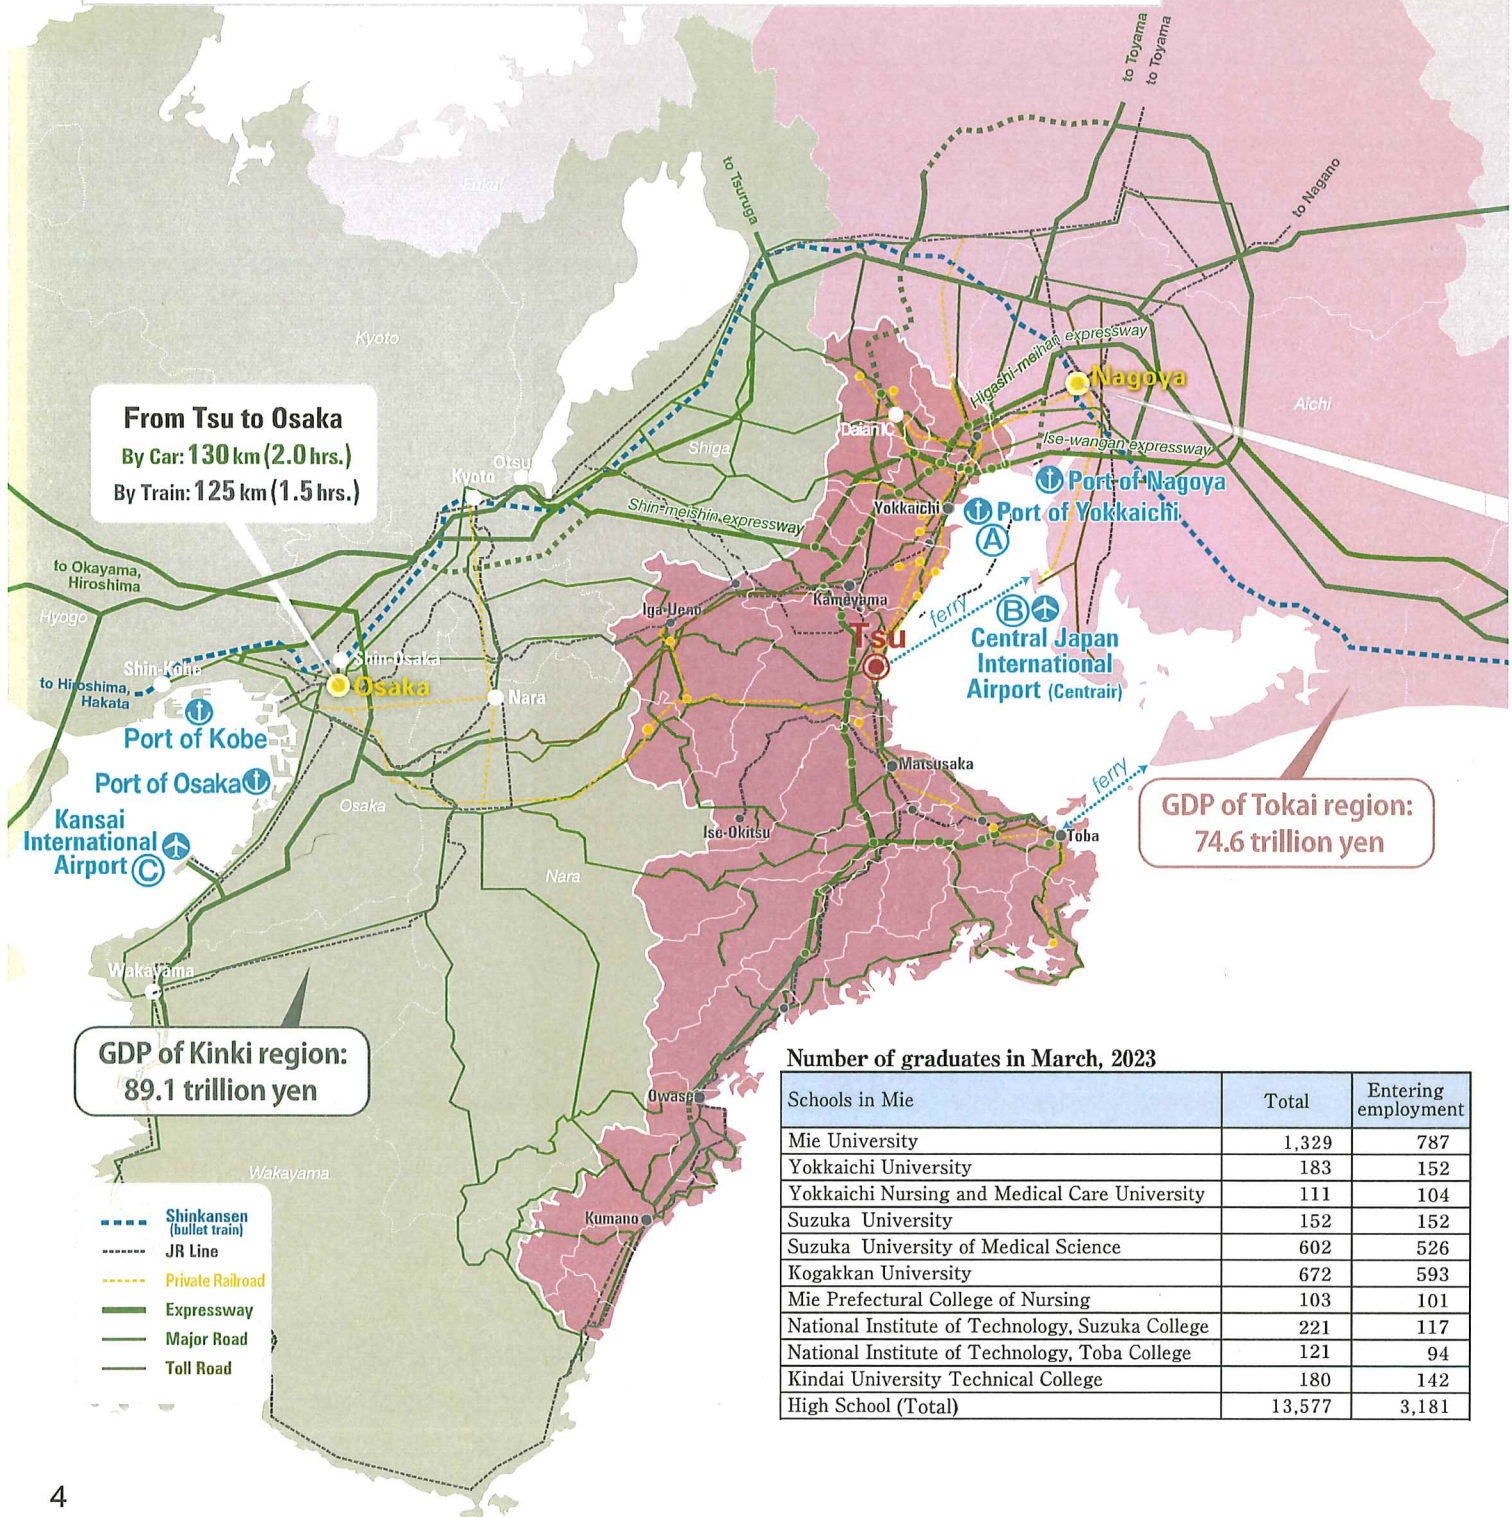 to Toyama
to Toyama
to Tsuruga
to Nagano
Fukui
Kyoto
Higashi-meihan expressway
Nagoya
Aichi
From Tsu to Osaka
By Car: 130 km (2.0 hrs.)
By Train: 125 km (1.5 hrs.)
Daian IC
Ise-wangan expressway
Shiga
Otsu
Kyoto
Port of Nagoya
Yokkaichi
Port of Yokkaichi
A
Shin-meishin expressway
to Okayama,
Hiroshima
Hyogo
Iga-Ueno
Kameyama
ferry
B
Tsu
Central Japan
International
Airport (Centrair)
Shin-Kobe
Shin-Osaka
to Hiroshima,
Hakata
Osaka
Nara
Port of Kobe
Matsusaka
ferry
Port of Osaka
Osaka
GDP of Tokai region:
74.6 trillion yen
Kansai
International
Airport C
Ise-Okitsu
Toba
Nara
Wakayama
GDP of Kinki region:
89.1 trillion yen
Owase
Wakayama
Kumano
Shinkansen
(bullet train)
JR Line
Private Railroad
Expressway
Major Road
Toll Road
Number of graduates in March, 2023
Schools in Mie Total Entering employment
Mie University 1,329 787
Yokkaichi University 183 152
Yokkaichi Nursing and Medical Care University 111 104
Suzuka University 152 152
Suzuka University of Medical Science 602 526
Kogakkan University 672 593
Mie Prefectural College of Nursing 103 101
National Institute of Technology, Suzuka College 221 117
National Institute of Technology, Toba College 121 94
Kindai University Technical College 180 142
High School (Total) 13,577 3,181
4